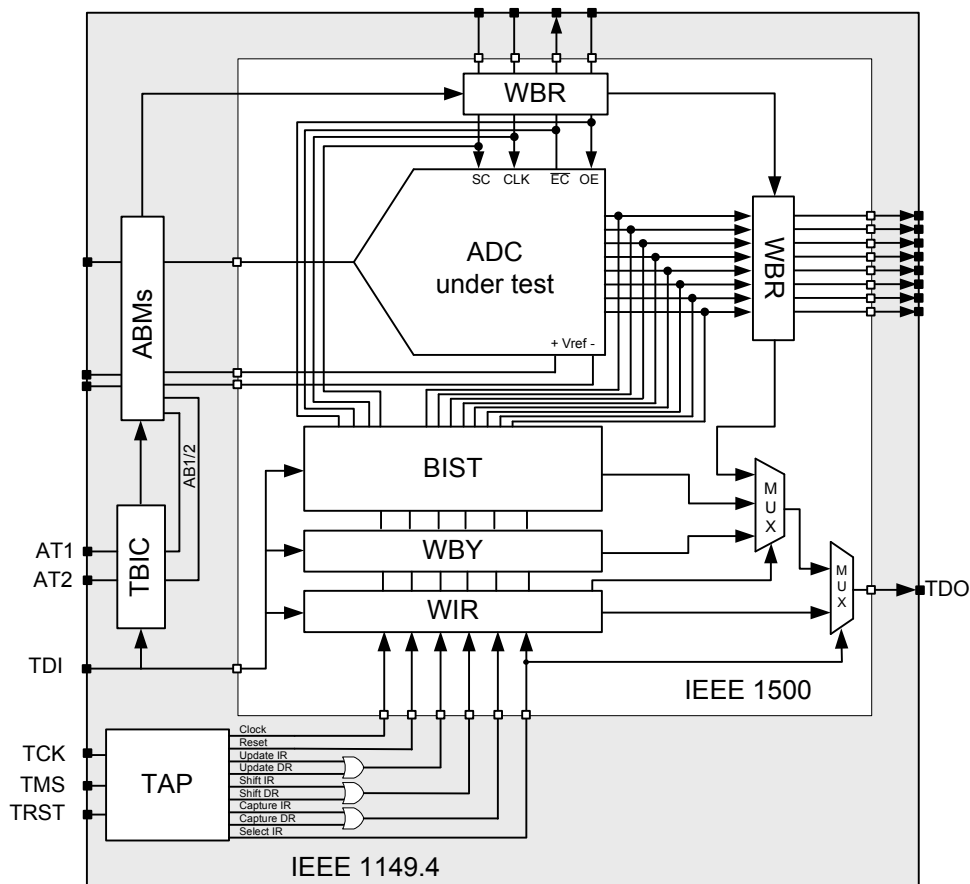 WBR
SC CLK EC OE
ADC
under test
+ Vref -
WBR
ABMs
AB1/2
BIST
MUX
AT1
AT2
TBIC
WBY
WIR
MUX
TDO
TDI
IEEE 1500
TCK
TMS
TRST
TAP
Clock
Reset
Update IR
Update DR
Shift IR
Shift DR
Capture IR
Capture DR
Select IR
IEEE 1149.4